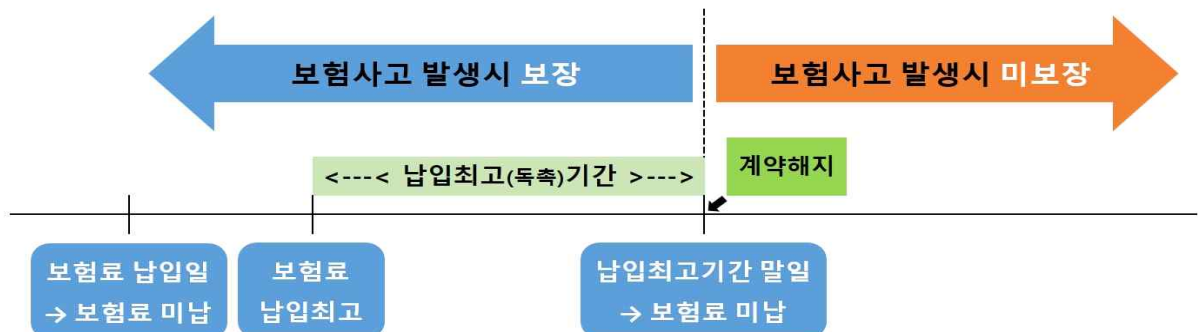 보험사고 발생시 보장
보험사고 발생시 미보장
<---< 납입최고(독촉)기간 >--->
계약해지
보험료 납입일
→ 보험료 미납
보험료
납입최고
납입최고기간 말일
→ 보험료 미납